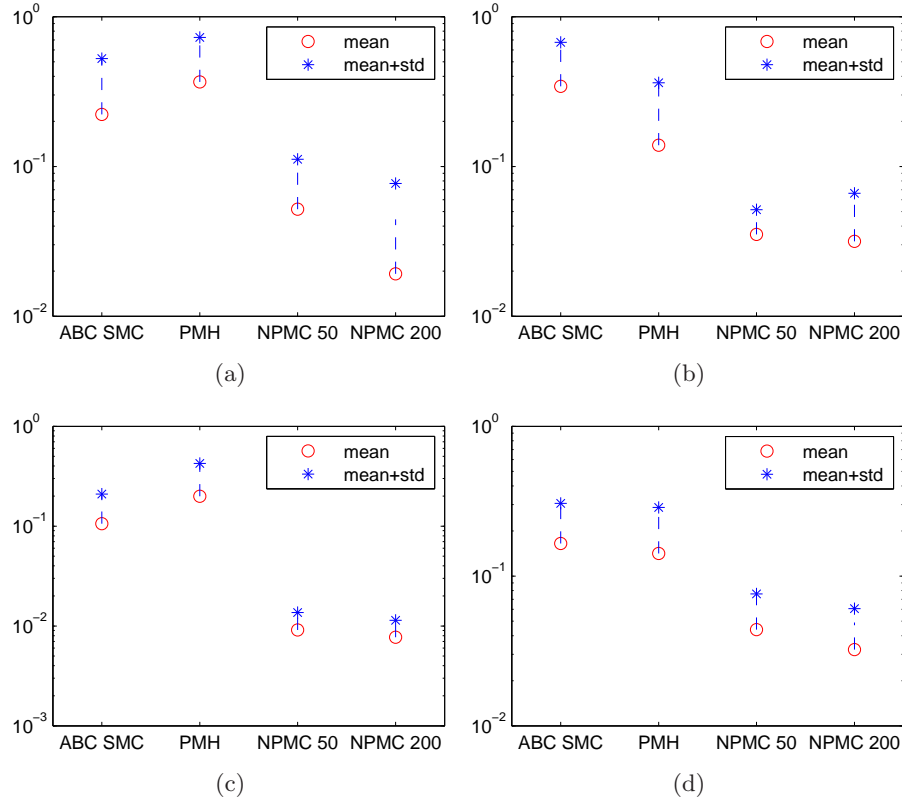 10^0
10^-1
10^-2
mean
mean+std
ABC SMC PMH NPMC 50 NPMC 200
(a)
10^0
10^-1
10^-2
mean
mean+std
ABC SMC PMH NPMC 50 NPMC 200
(b)
10^0
10^-1
10^-2
10^-3
mean
mean+std
ABC SMC PMH NPMC 50 NPMC 200
(c)
10^0
10^-1
10^-2
mean
mean+std
ABC SMC PMH NPMC 50 NPMC 200
(d)